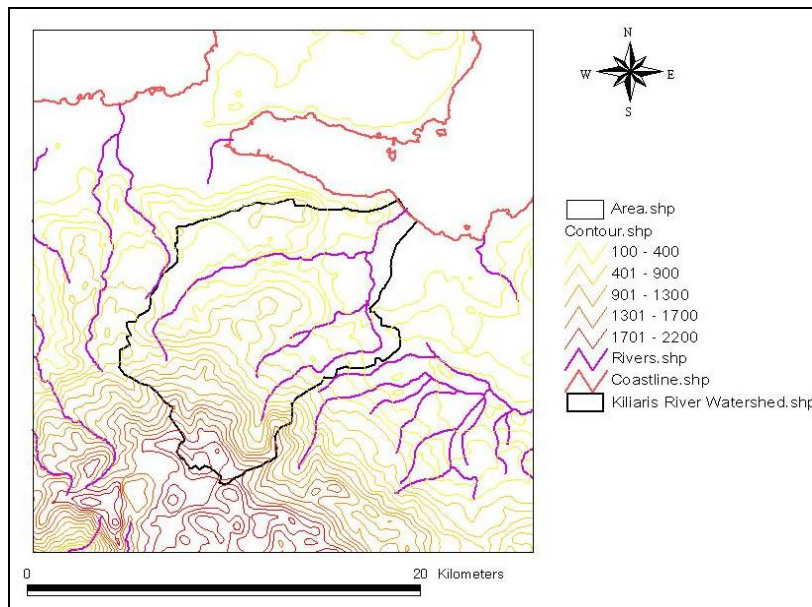 N
W E
S
Area.shp
Contour.shp
100 - 400
401 - 900
901 - 1300
1301 - 1700
1701 - 2200
Rivers.shp
Coastline.shp
Kiliaris River Watershed.shp
0 20 Kilometers